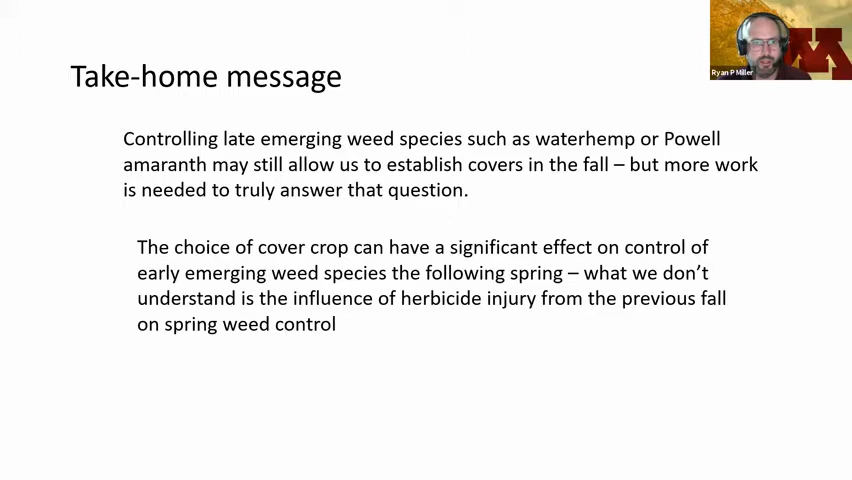 Take-home message
Controlling late emerging weed species such as waterhemp or Powell
amaranth may still allow us to establish covers in the fall – but more work
is needed to truly answer that question.
The choice of cover crop can have a significant effect on control of
early emerging weed species the following spring – what we don't
understand is the influence of herbicide injury from the previous fall
on spring weed control
Ryan P Miller
M